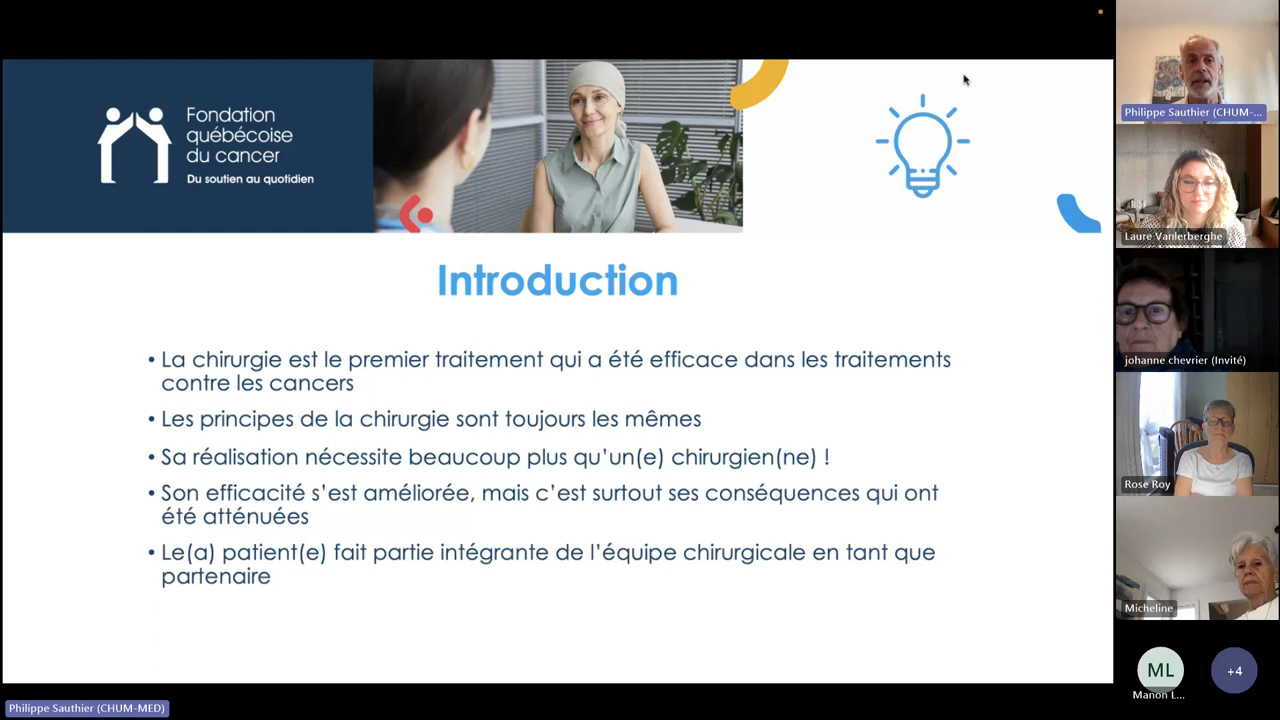 Fondation
québécoise
du cancer
Du soutien au quotidien
Introduction
• La chirurgie est le premier traitement qui a été efficace dans les traitements
contre les cancers
• Les principes de la chirurgie sont toujours les mêmes
• Sa réalisation nécessite beaucoup plus qu’un(e) chirurgien(ne) !
• Son efficacité s’est améliorée, mais c’est surtout ses conséquences qui ont
été atténuées
• Le(a) patient(e) fait partie intégrante de l’équipe chirurgicale en tant que
partenaire
Philippe Sauthier (CHUM-MED)
Philippe Sauthier (CHUM-...
Laure Vanlerberghe
johanne chevrier (Invité)
Rose Roy
Micheline
ML
Manon L...
+4